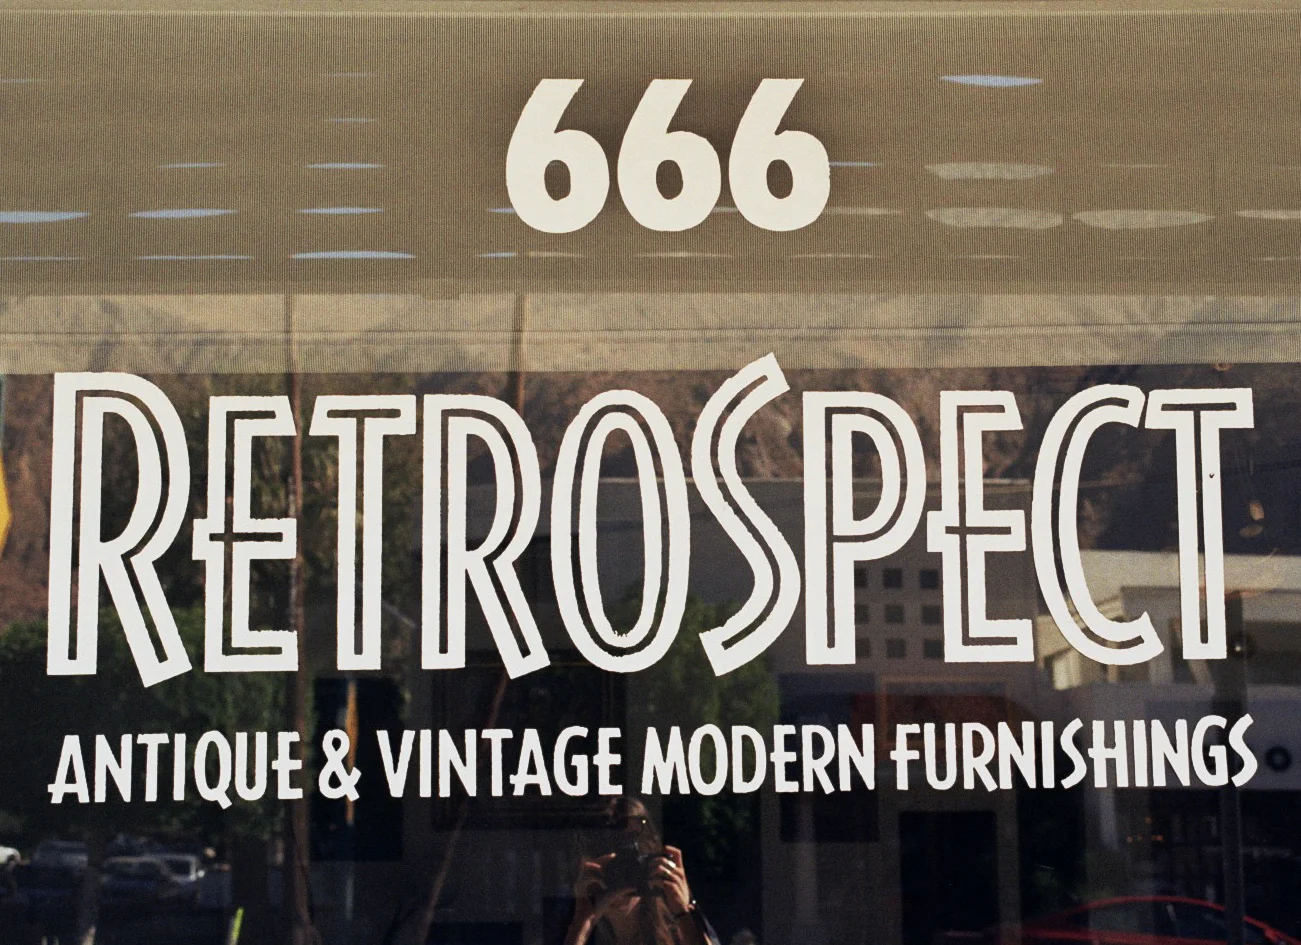 666
RETROSPECT
ANTIQUE & VINTAGE MODERN FURNISHINGS